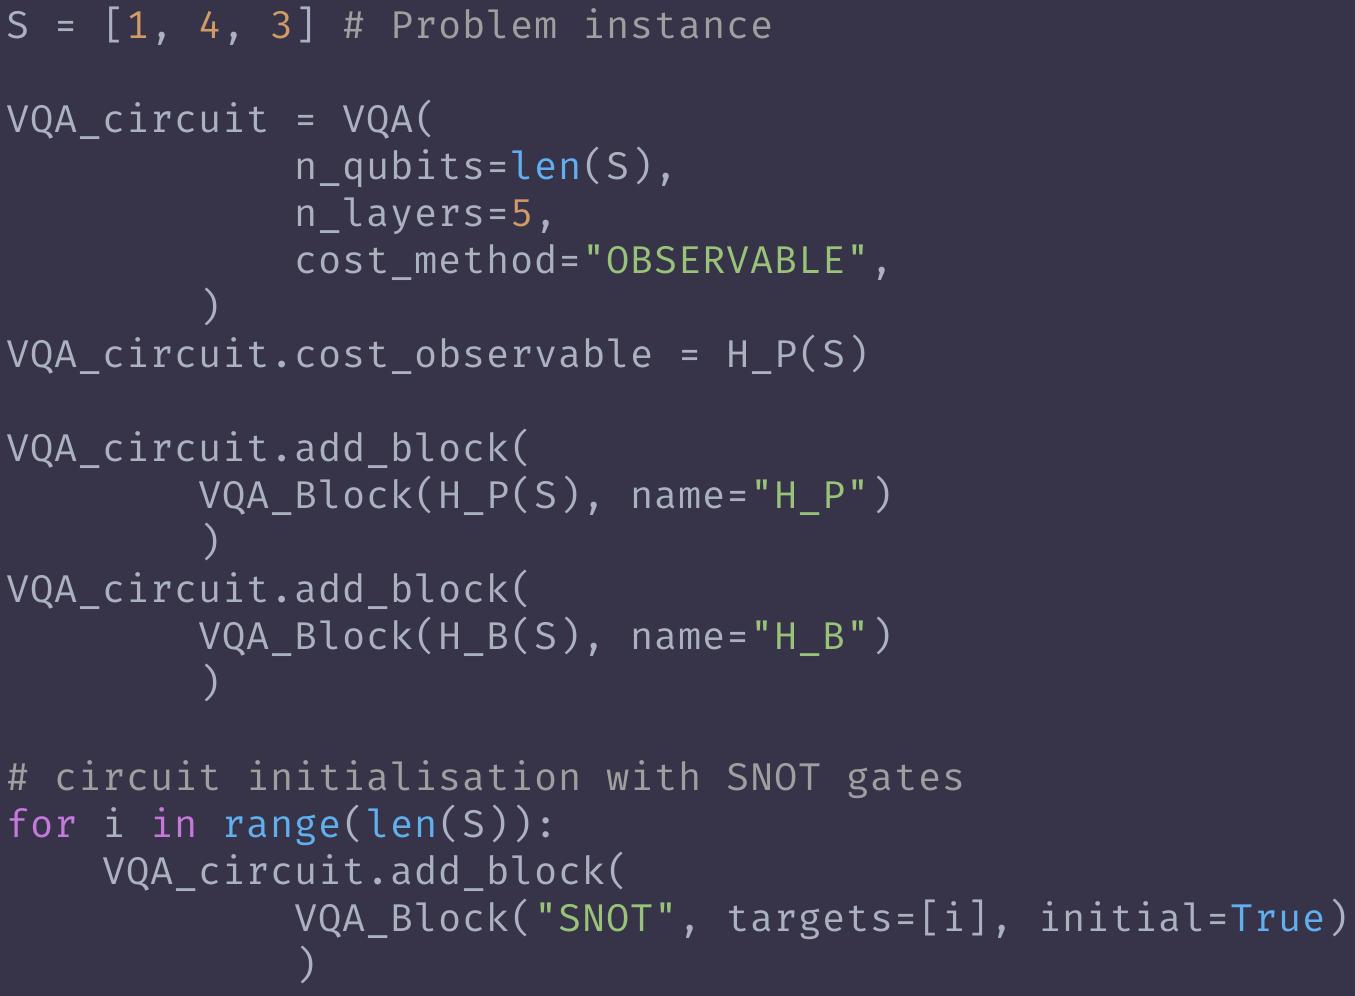 S = [1, 4, 3] # Problem instance

VQA_circuit = VQA(
            n_qubits=len(S),
            n_layers=5,
            cost_method="OBSERVABLE",
        )
VQA_circuit.cost_observable = H_P(S)

VQA_circuit.add_block(
        VQA_Block(H_P(S), name="H_P")
        )
VQA_circuit.add_block(
        VQA_Block(H_B(S), name="H_B")
        )

# circuit initialisation with SNOT gates
for i in range(len(S)):
    VQA_circuit.add_block(
            VQA_Block("SNOT", targets=[i], initial=True)
            )